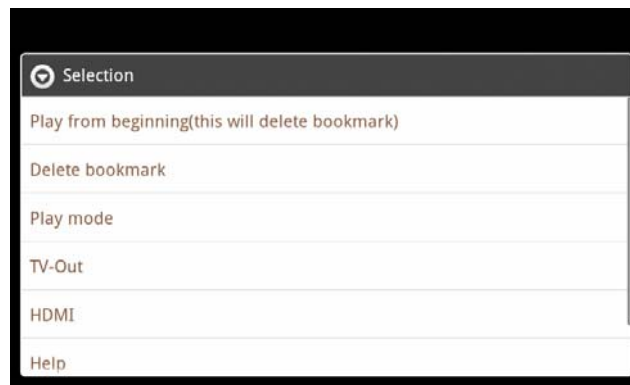 Selection
Play from beginning(this will delete bookmark)
Delete bookmark
Play mode
TV-Out
HDMI
Help